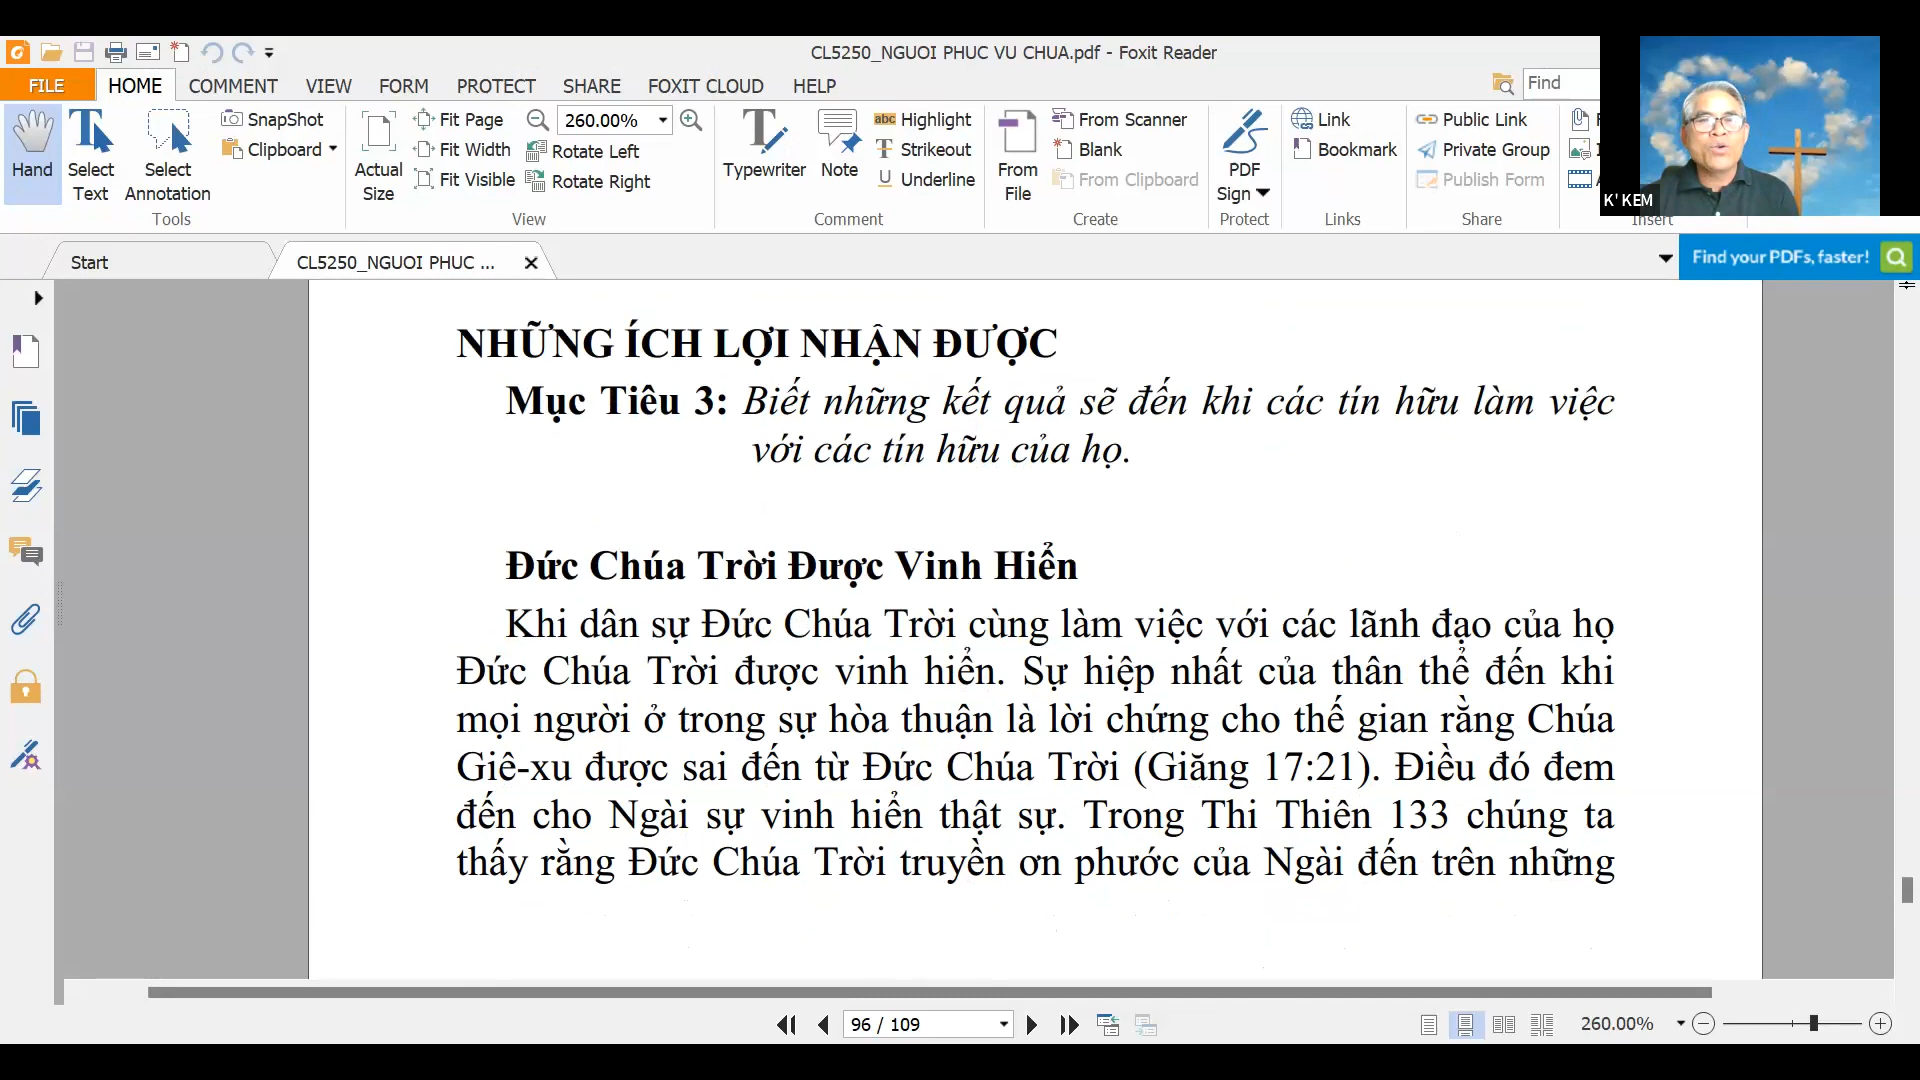 CL5250_NGUOI PHUC VU CHUA.pdf - Foxit Reader
FILE HOME COMMENT VIEW FORM PROTECT SHARE FOXIT CLOUD HELP
Find
Hand
Select Text
Select Annotation
SnapShot
Clipboard
Tools
Actual Size
Fit Page
Fit Width
Fit Visible
260.00%
Rotate Left
Rotate Right
View
Typewriter
Note
Highlight
Strikeout
Underline
Comment
From File
From Scanner
Blank
From Clipboard
Create
PDF Sign
Protect
Link
Bookmark
Links
Public Link
Private Group
Publish Form
Share
Insert
K' KEM
Start
CL5250_NGUOI PHUC ...
Find your PDFs, faster!
NHỮNG ÍCH LỢI NHẬN ĐƯỢC
Mục Tiêu 3: Biết những kết quả sẽ đến khi các tín hữu làm việc
với các tín hữu của họ.
Đức Chúa Trời Được Vinh Hiển
Khi dân sự Đức Chúa Trời cùng làm việc với các lãnh đạo của họ
Đức Chúa Trời được vinh hiển. Sự hiệp nhất của thân thể đến khi
mọi người ở trong sự hòa thuận là lời chứng cho thế gian rằng Chúa
Giê-xu được sai đến từ Đức Chúa Trời (Giăng 17:21). Điều đó đem
đến cho Ngài sự vinh hiển thật sự. Trong Thi Thiên 133 chúng ta
thấy rằng Đức Chúa Trời truyền ơn phước của Ngài đến trên những
96 / 109
260.00%